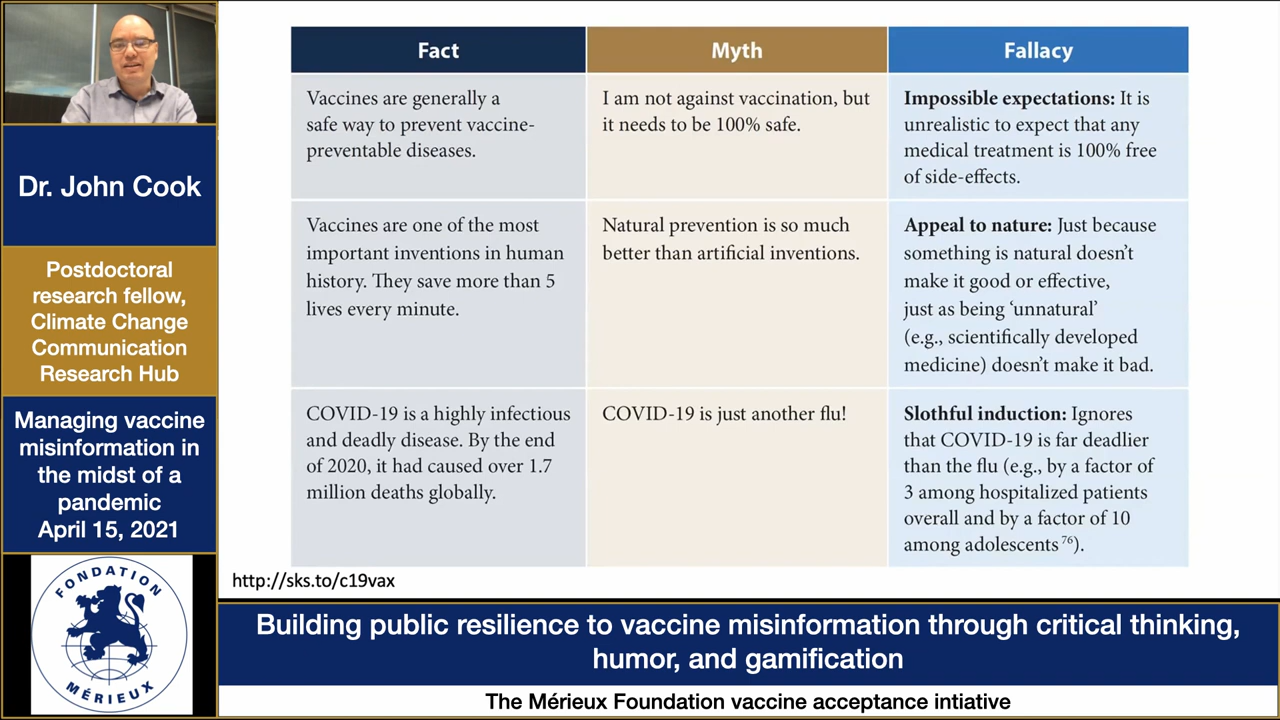 Dr. John Cook
Postdoctoral
research fellow,
Climate Change
Communication
Research Hub
Managing vaccine
misinformation in
the midst of a
pandemic
April 15, 2021
FONDATION
MÉRIEUX
Fact
Myth
Fallacy
Vaccines are generally a
safe way to prevent vaccine-
preventable diseases.
I am not against vaccination, but
it needs to be 100% safe.
Impossible expectations: It is
unrealistic to expect that any
medical treatment is 100% free
of side-effects.
Vaccines are one of the most
important inventions in human
history. They save more than 5
lives every minute.
Natural prevention is so much
better than artificial inventions.
Appeal to nature: Just because
something is natural doesn't
make it good or effective,
just as being 'unnatural'
(e.g., scientifically developed
medicine) doesn't make it bad.
COVID-19 is a highly infectious
and deadly disease. By the end
of 2020, it had caused over 1.7
million deaths globally.
COVID-19 is just another flu!
Slothful induction: Ignores
that COVID-19 is far deadlier
than the flu (e.g., by a factor of
3 among hospitalized patients
overall and by a factor of 10
among adolescents 76).
http://sks.to/c19vax
Building public resilience to vaccine misinformation through critical thinking,
humor, and gamification
The Mérieux Foundation vaccine acceptance intiative